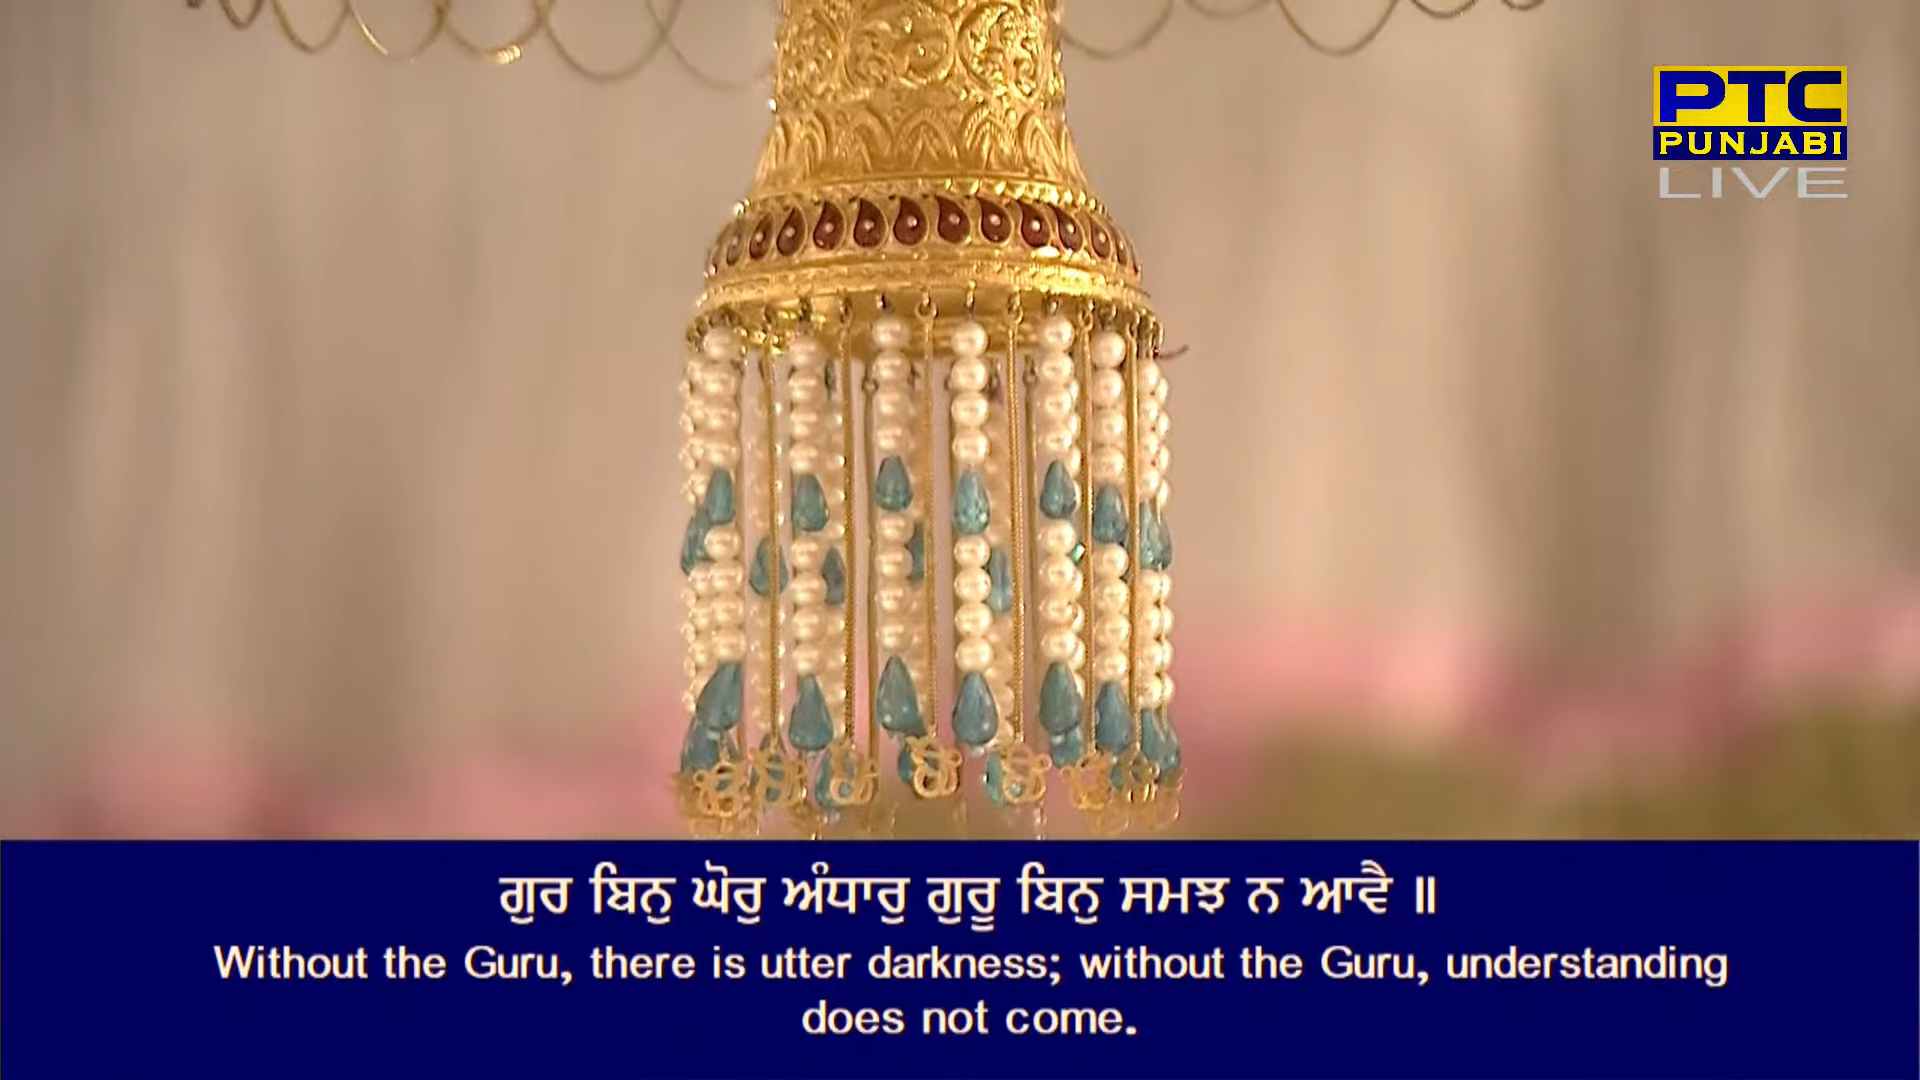 PTC
PUNJABI
LIVE
ਗੁਰ ਬਿਨੁ ਘੋਰੁ ਅੰਧਾਰੁ ਗੁਰੂ ਬਿਨੁ ਸਮਝ ਨ ਆਵੈ ॥
Without the Guru, there is utter darkness; without the Guru, understanding
does not come.